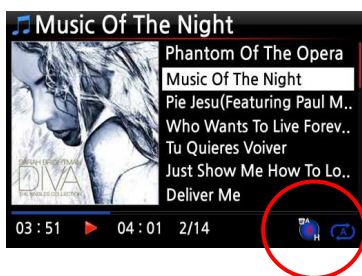 Music Of The Night
Phantom Of The Opera
Music Of The Night
Pie Jesu(Featuring Paul M..
Who Wants To Live Forev..
Tu Quieres Voiver
Just Show Me How To Lo..
Deliver Me
SARAH BRIGHTMAN
DIVA
THE SINGLES COLLECTION
03:51 04:01 2/14
A
H
A